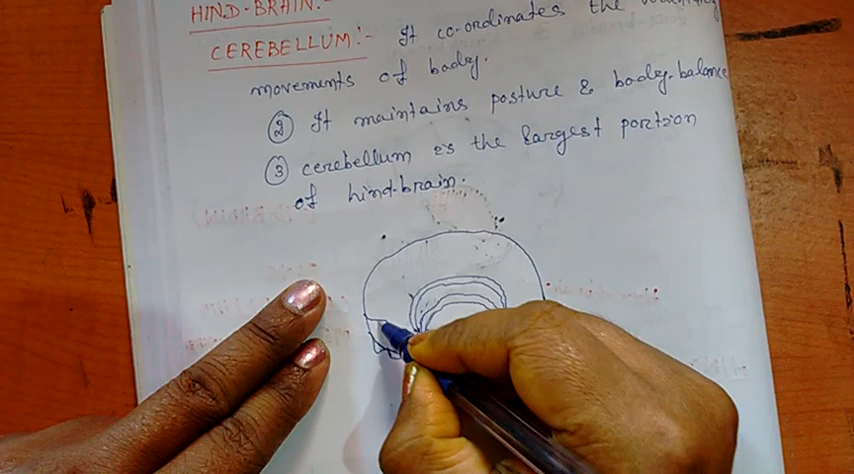 HIND-BRAIN:-
CEREBELLUM:- It co-ordinates the
movements of body.
② It maintains posture & body balance
③ cerebellum is the largest portion
of hind-brain.